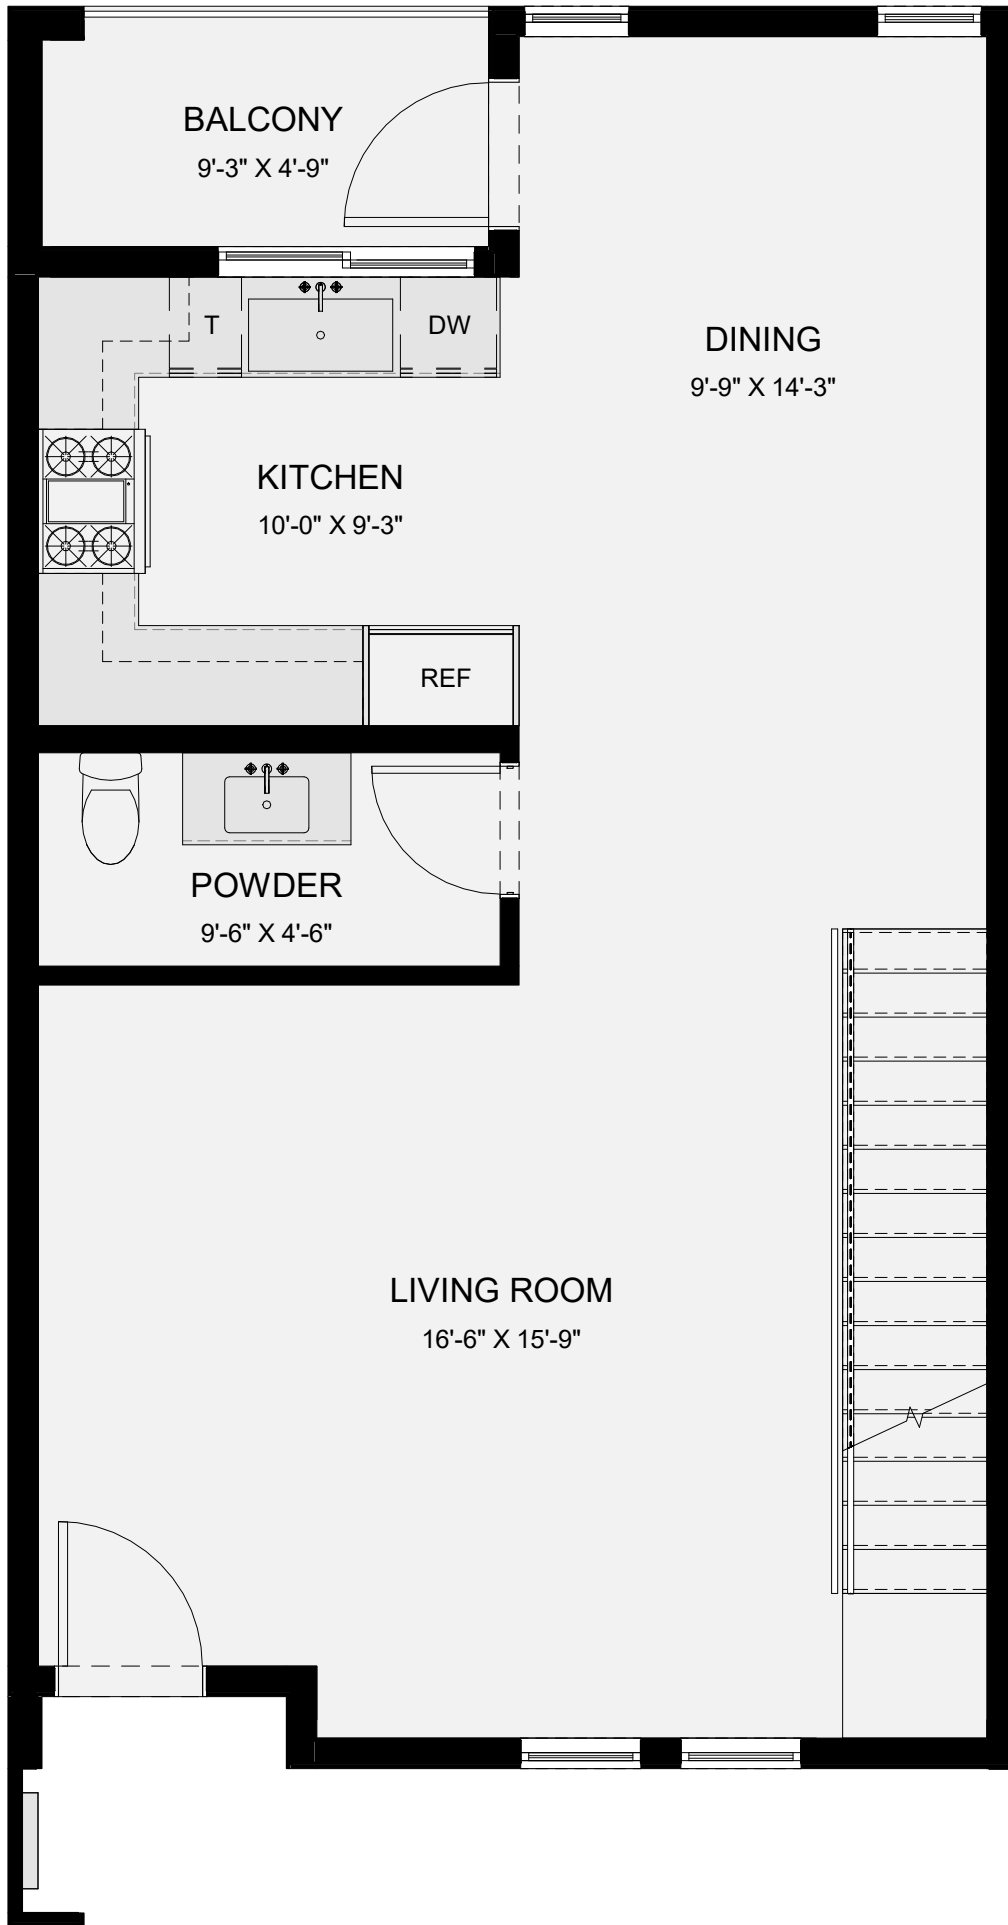 BALCONY
9'-3" X 4'-9"
T
DW
DINING
9'-9" X 14'-3"
KITCHEN
10'-0" X 9'-3"
REF
POWDER
9'-6" X 4'-6"
LIVING ROOM
16'-6" X 15'-9"